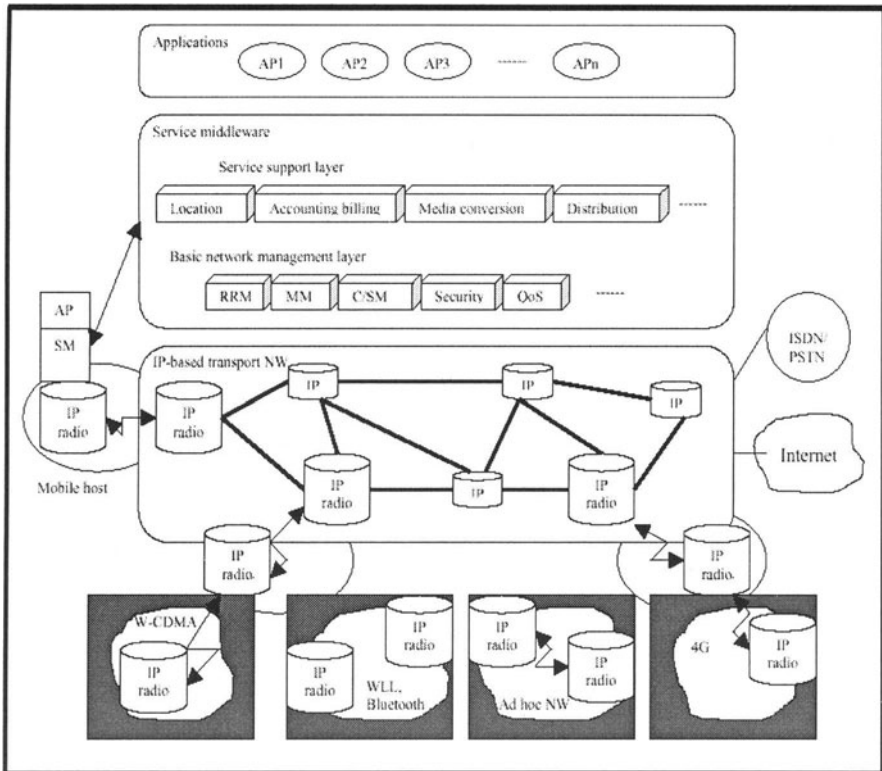 Applications
AP1 AP2 AP3 ------ APn
Service middleware
Service support layer
Location Accounting billing Media conversion Distribution -----
Basic network management layer
RRM MM C/SM Security QoS -----
AP
SM
IP
radio
Mobile host
IP-based transport NW
IP
radio
IP
IP
IP
IP
radio
IP
IP
radio
ISDN/
PSTN
Internet
IP
radio
IP
radio
W-CDMA
IP
radio
IP
radio
IP
radio
WLL,
Bluetooth
IP
radio
IP
radio
Ad hoc NW
4G
IP
radio